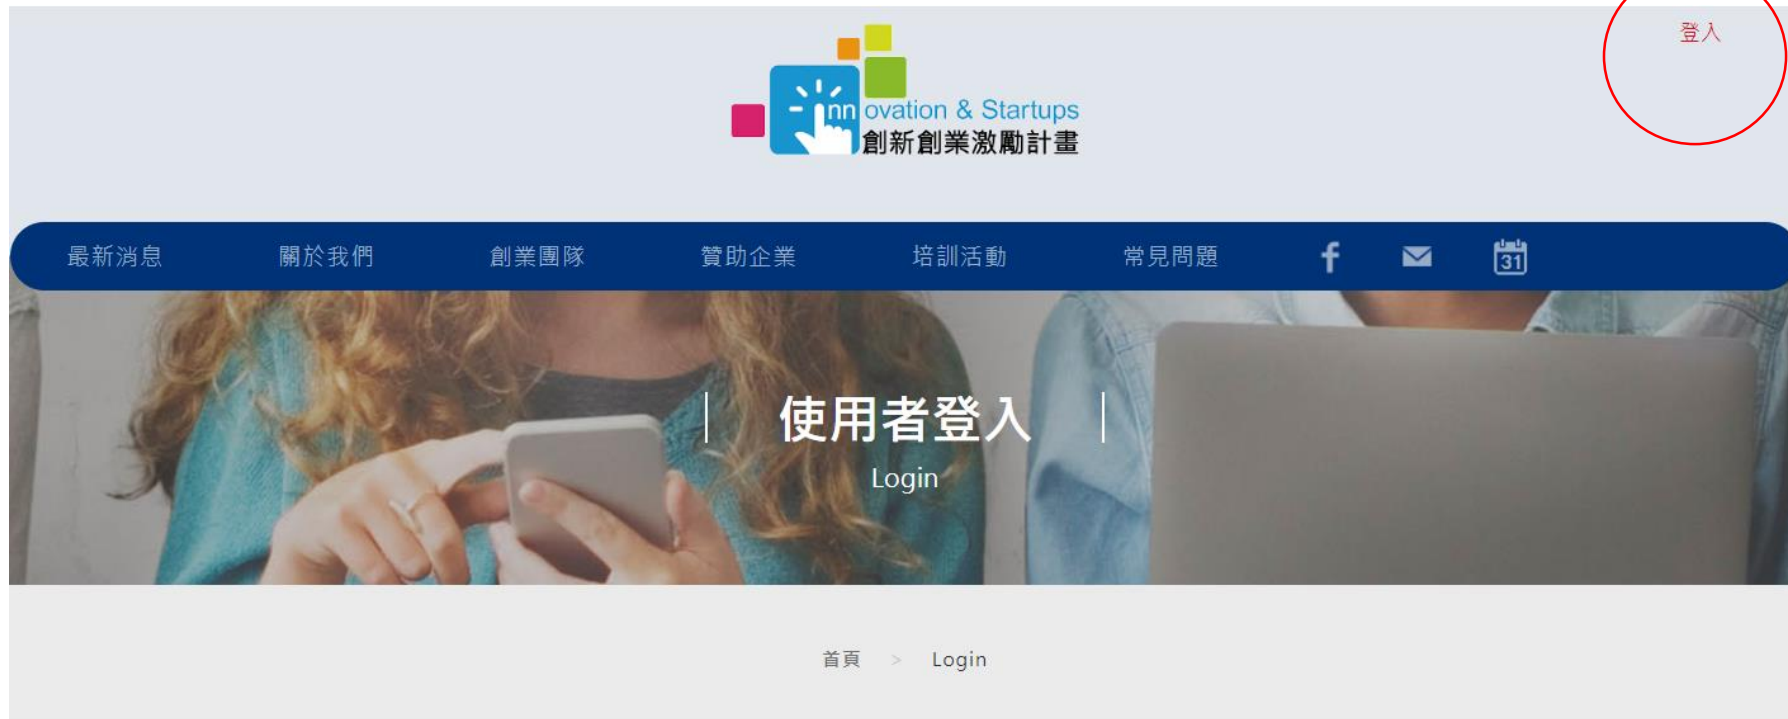 登入
Innovation & Startups
創新創業激勵計畫
最新消息 關於我們 創業團隊 贊助企業 培訓活動 常見問題 f 31
使用者登入
Login
首頁 > Login